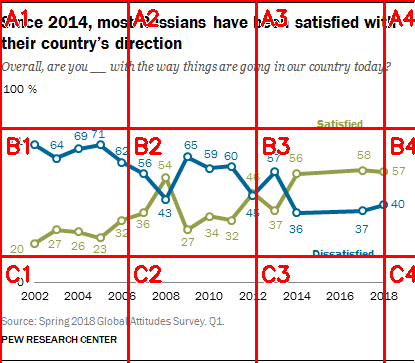 Since 2014, most Russians have been satisfied with
their country's direction
Overall, are you __ with the way things are going in our country today?
A1 A2 A3 A4
100 %
Satisfied
B1 B2 B3 B4
64 69 71 62 56 54 65 59 60 46 57 56 58 57
20 27 26 23 32 36 43 27 34 32 45 37 36 37 40
Dissatisfied
C1 C2 C3 C4
0
2002 2004 2006 2008 2010 2012 2014 2016 2018
Source: Spring 2018 Global Attitudes Survey. Q1.
PEW RESEARCH CENTER